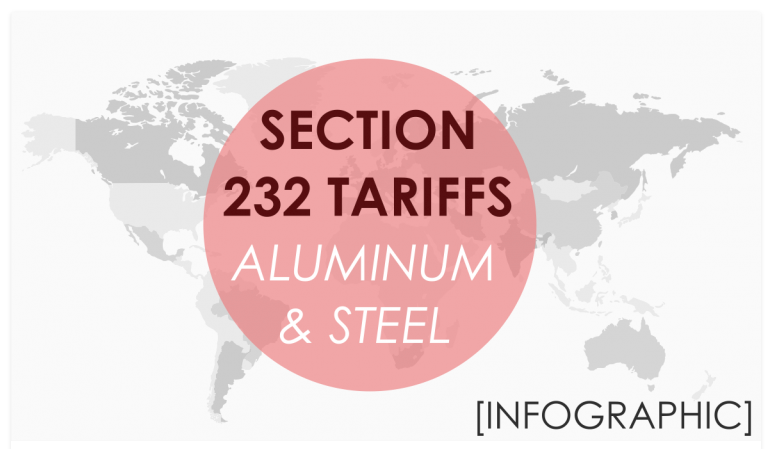 SECTION
232 TARIFFS
ALUMINUM
& STEEL
[INFOGRAPHIC]